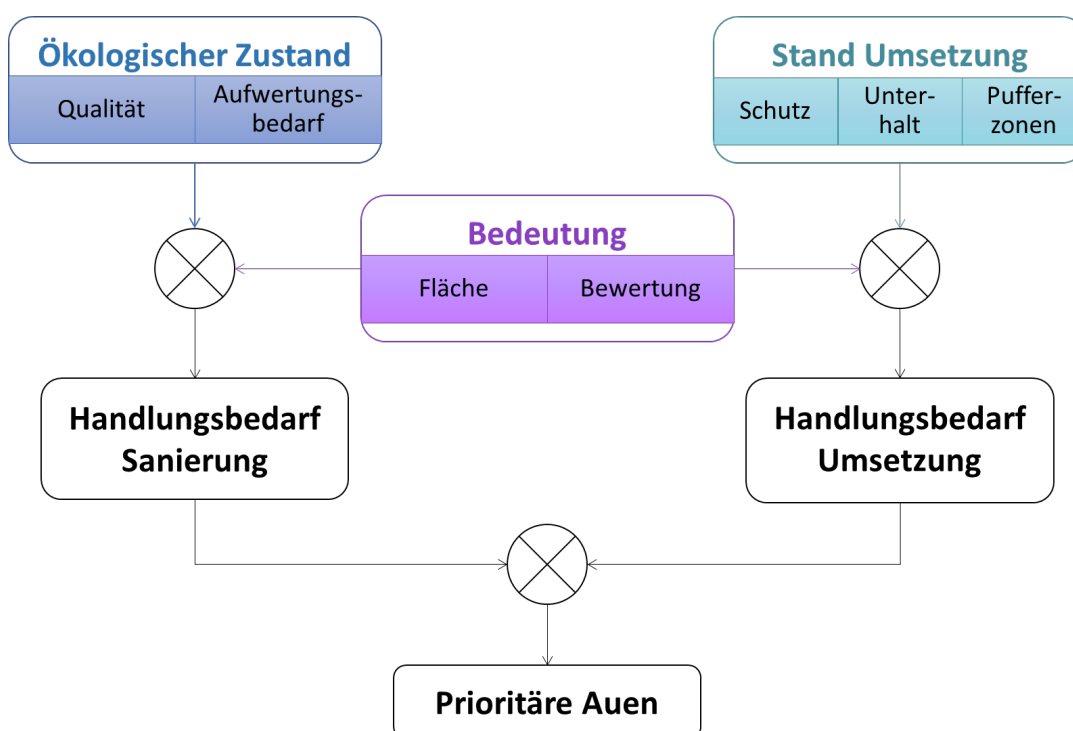 Ökologischer Zustand
Qualität
Aufwertungs-
bedarf
Stand Umsetzung
Schutz
Unter-
halt
Puffer-
zonen
Bedeutung
Fläche
Bewertung
Handlungsbedarf
Sanierung
Handlungsbedarf
Umsetzung
Prioritäre Auen